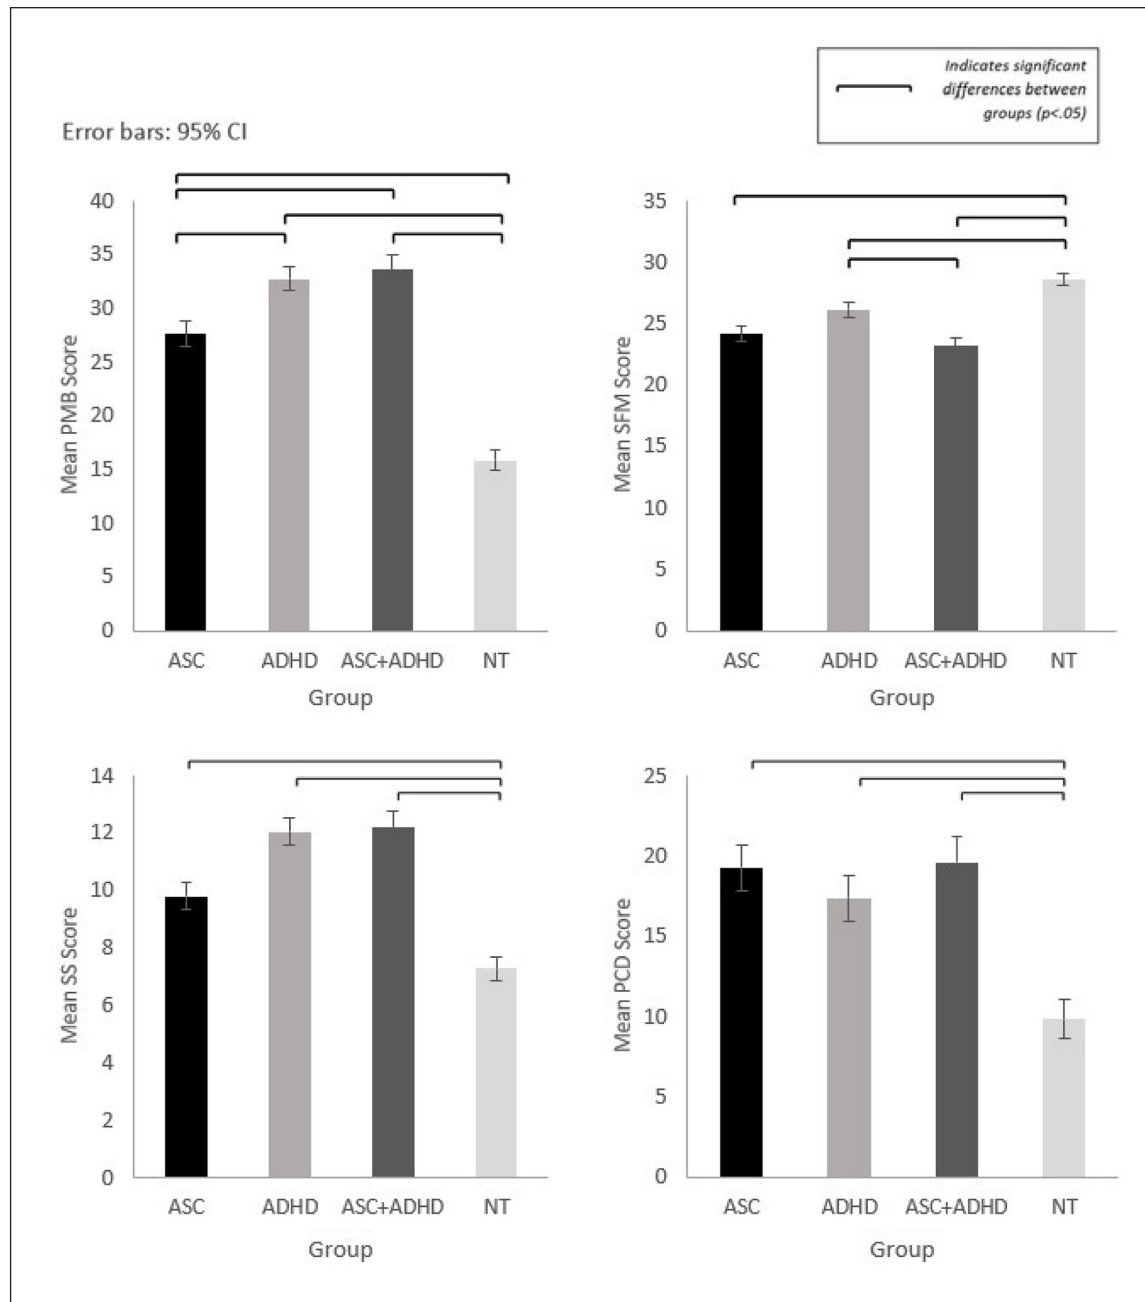 Indicates significant
differences between
groups (p<.05)
Error bars: 95% CI
Mean PMB Score
40
35
30
25
20
15
10
5
0
ASC ADHD ASC+ADHD NT
Group
Mean SFM Score
35
30
25
20
15
10
5
0
ASC ADHD ASC+ADHD NT
Group
Mean SS Score
14
12
10
8
6
4
2
0
ASC ADHD ASC+ADHD NT
Group
Mean PCD Score
25
20
15
10
5
0
ASC ADHD ASC+ADHD NT
Group